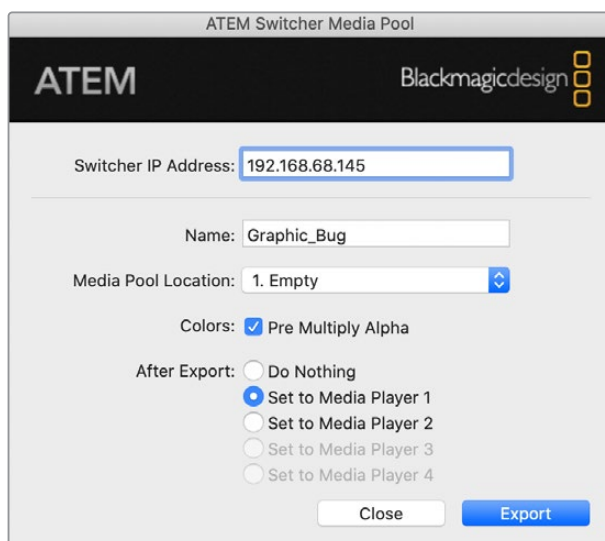 ATEM Switcher Media Pool
ATEM
Blackmagicdesign
Switcher IP Address: 192.168.68.145
Name: Graphic_Bug
Media Pool Location: 1. Empty
Colors: Pre Multiply Alpha
After Export: Do Nothing
Set to Media Player 1
Set to Media Player 2
Set to Media Player 3
Set to Media Player 4
Close Export